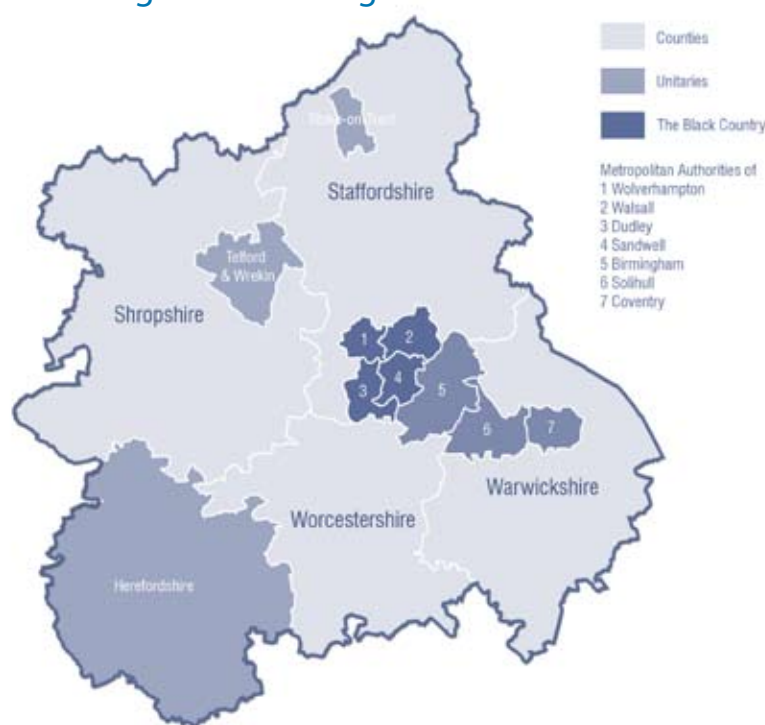 Counties
Unitaries
The Black Country
Metropolitan Authorities of
1 Wolverhampton
2 Walsall
3 Dudley
4 Sandwell
5 Birmingham
6 Solihull
7 Coventry
Stoke-on-Trent
Staffordshire
Telford
& Wrekin
Shropshire
1
2
3
4
5
6
7
Warwickshire
Worcestershire
Herefordshire